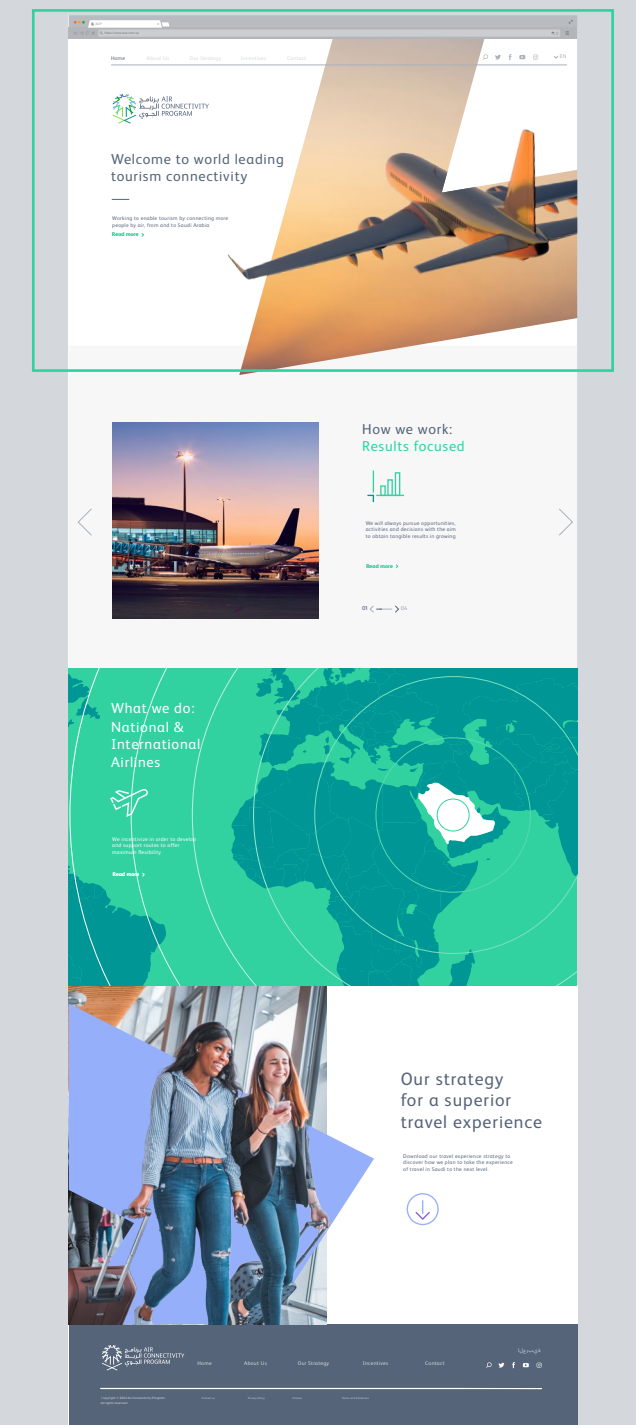 ACP
Home About Us Our Strategy Incentives Contact
EN
برنامج AIR
الربط CONNECTIVITY
الجوي PROGRAM
Welcome to world leading
tourism connectivity
Working to enable tourism by connecting more
people by air, from and to Saudi Arabia
Read more
How we work:
Results focused
We will always pursue opportunities,
activities and decisions with the aim
to obtain tangible results in growing
Read more
01 04
What we do:
National &
International
Airlines
We incentivize in order to develop
and support routes to offer
maximum flexibility
Read more
Our strategy
for a superior
travel experience
Download our travel experience strategy to
discover how we plan to take the experience
of travel in Saudi to the next level
برنامج AIR
الربط CONNECTIVITY
الجوي PROGRAM
Home About Us Our Strategy Incentives Contact
All rights reserved